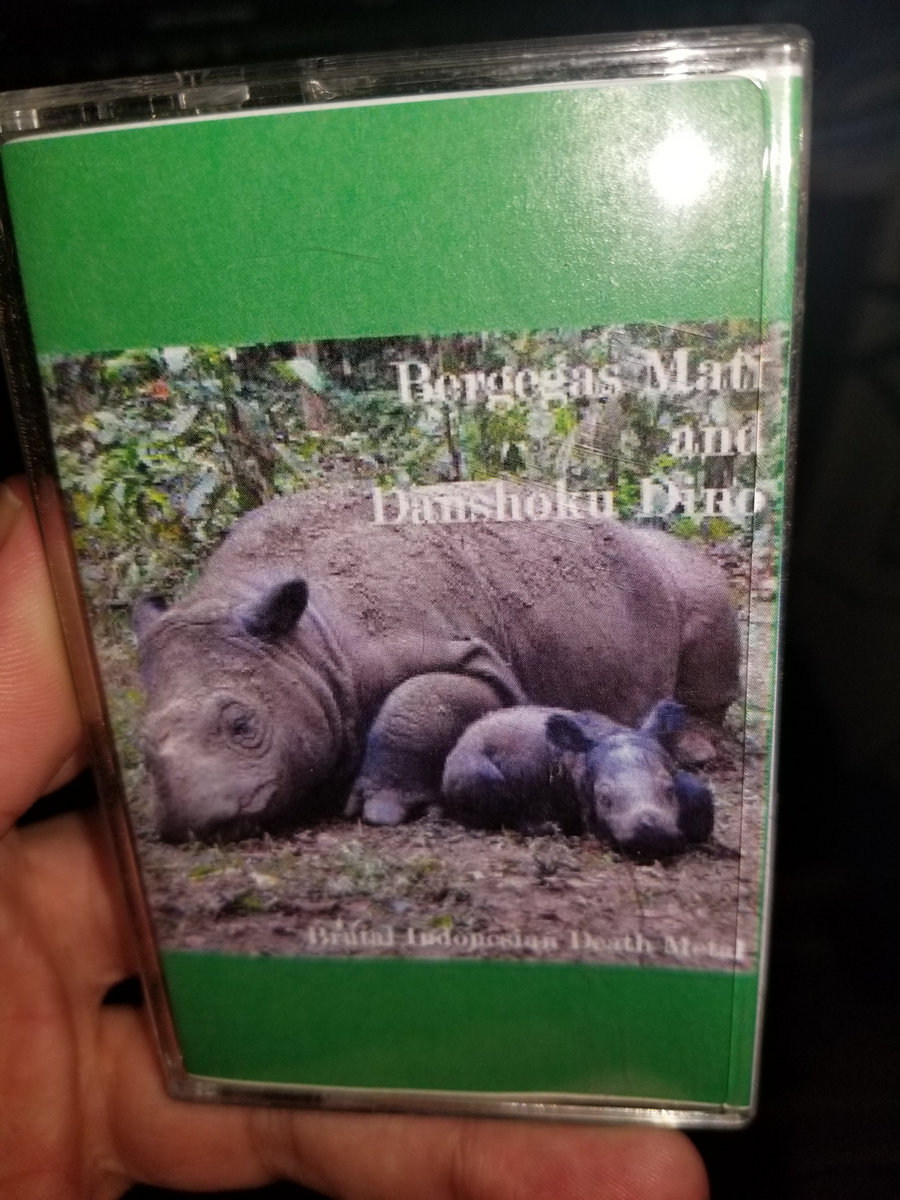 Bergegas Mati
and
Danshoku Dino
Brutal Indonesian Death Metal